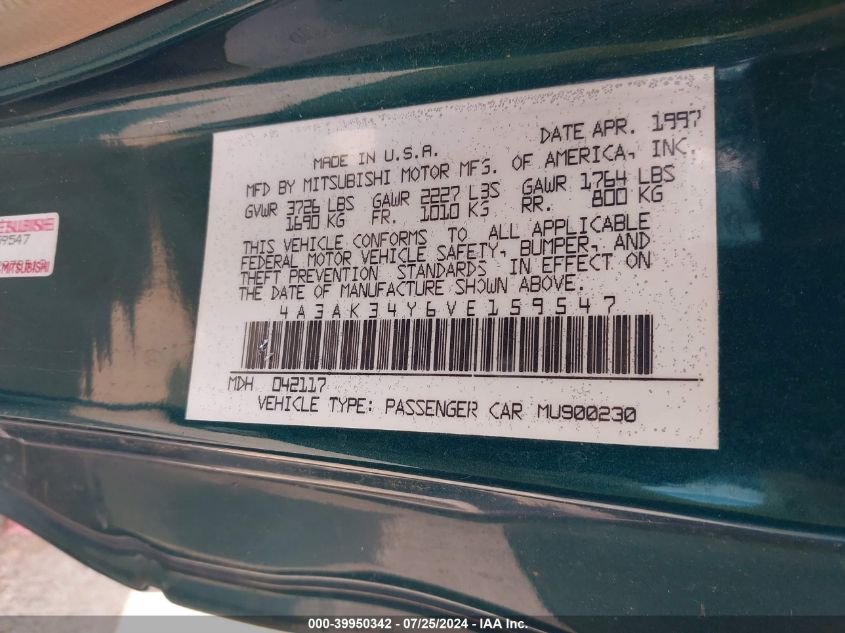 DATE APR. 1997
MADE IN U.S.A.
MFD BY MITSUBISHI MOTOR MFG. OF AMERICA, INC.
GVWR 3726 LBS GAWR 2227 LBS GAWR 1764 LBS
1690 KG FR. 1010 KG RR. 800 KG
THIS VEHICLE CONFORMS TO ALL APPLICABLE
FEDERAL MOTOR VEHICLE SAFETY, BUMPER, AND
THEFT PREVENTION STANDARDS IN EFFECT ON
THE DATE OF MANUFACTURE SHOWN ABOVE.
4A3AK34Y6VE159547
MDH 042117
VEHICLE TYPE: PASSENGER CAR MU900230
59547
MITSUBISHI
000-39950342 - 07/25/2024 - IAA Inc.